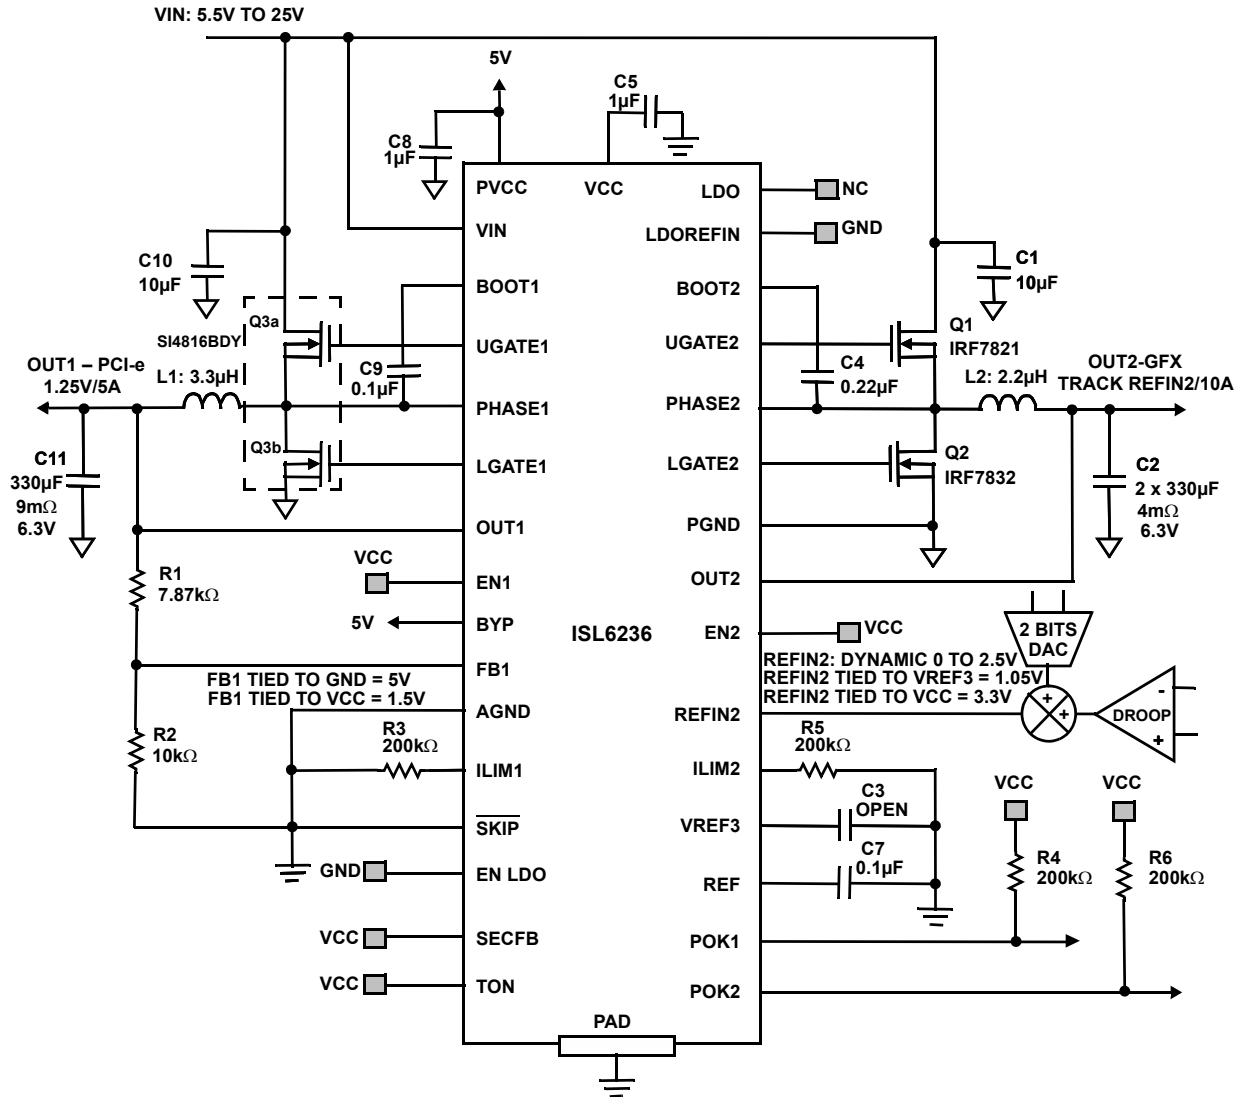 VIN: 5.5V TO 25V
5V
C5
1µF
C8
1µF
PVCC
VCC
LDO
NC
VIN
LDOREFIN
GND
C10
10µF
BOOT1
BOOT2
C1
10µF
Q3a
SI4816BDY
UGATE1
UGATE2
Q1
IRF7821
OUT1 – PCI-e
1.25V/5A
L1: 3.3µH
C9
0.1µF
PHASE1
PHASE2
C4
0.22µF
L2: 2.2µH
OUT2-GFX
TRACK REFIN2/10A
Q3b
LGATE1
LGATE2
Q2
IRF7832
C11
330µF
9mΩ
6.3V
C2
2 x 330µF
4mΩ
6.3V
OUT1
PGND
VCC
EN1
OUT2
R1
7.87kΩ
5V
BYP
ISL6236
EN2
VCC
2 BITS
DAC
FB1
FB1 TIED TO GND = 5V
FB1 TIED TO VCC = 1.5V
REFIN2: DYNAMIC 0 TO 2.5V
REFIN2 TIED TO VREF3 = 1.05V
REFIN2 TIED TO VCC = 3.3V
AGND
REFIN2
+
+
DROOP
-
+
R2
10kΩ
R3
200kΩ
ILIM1
R5
200kΩ
ILIM2
VCC
VCC
SKIP
C3
OPEN
VREF3
GND
EN LDO
C7
0.1µF
REF
R4
200kΩ
R6
200kΩ
VCC
SECFB
POK1
VCC
TON
POK2
PAD